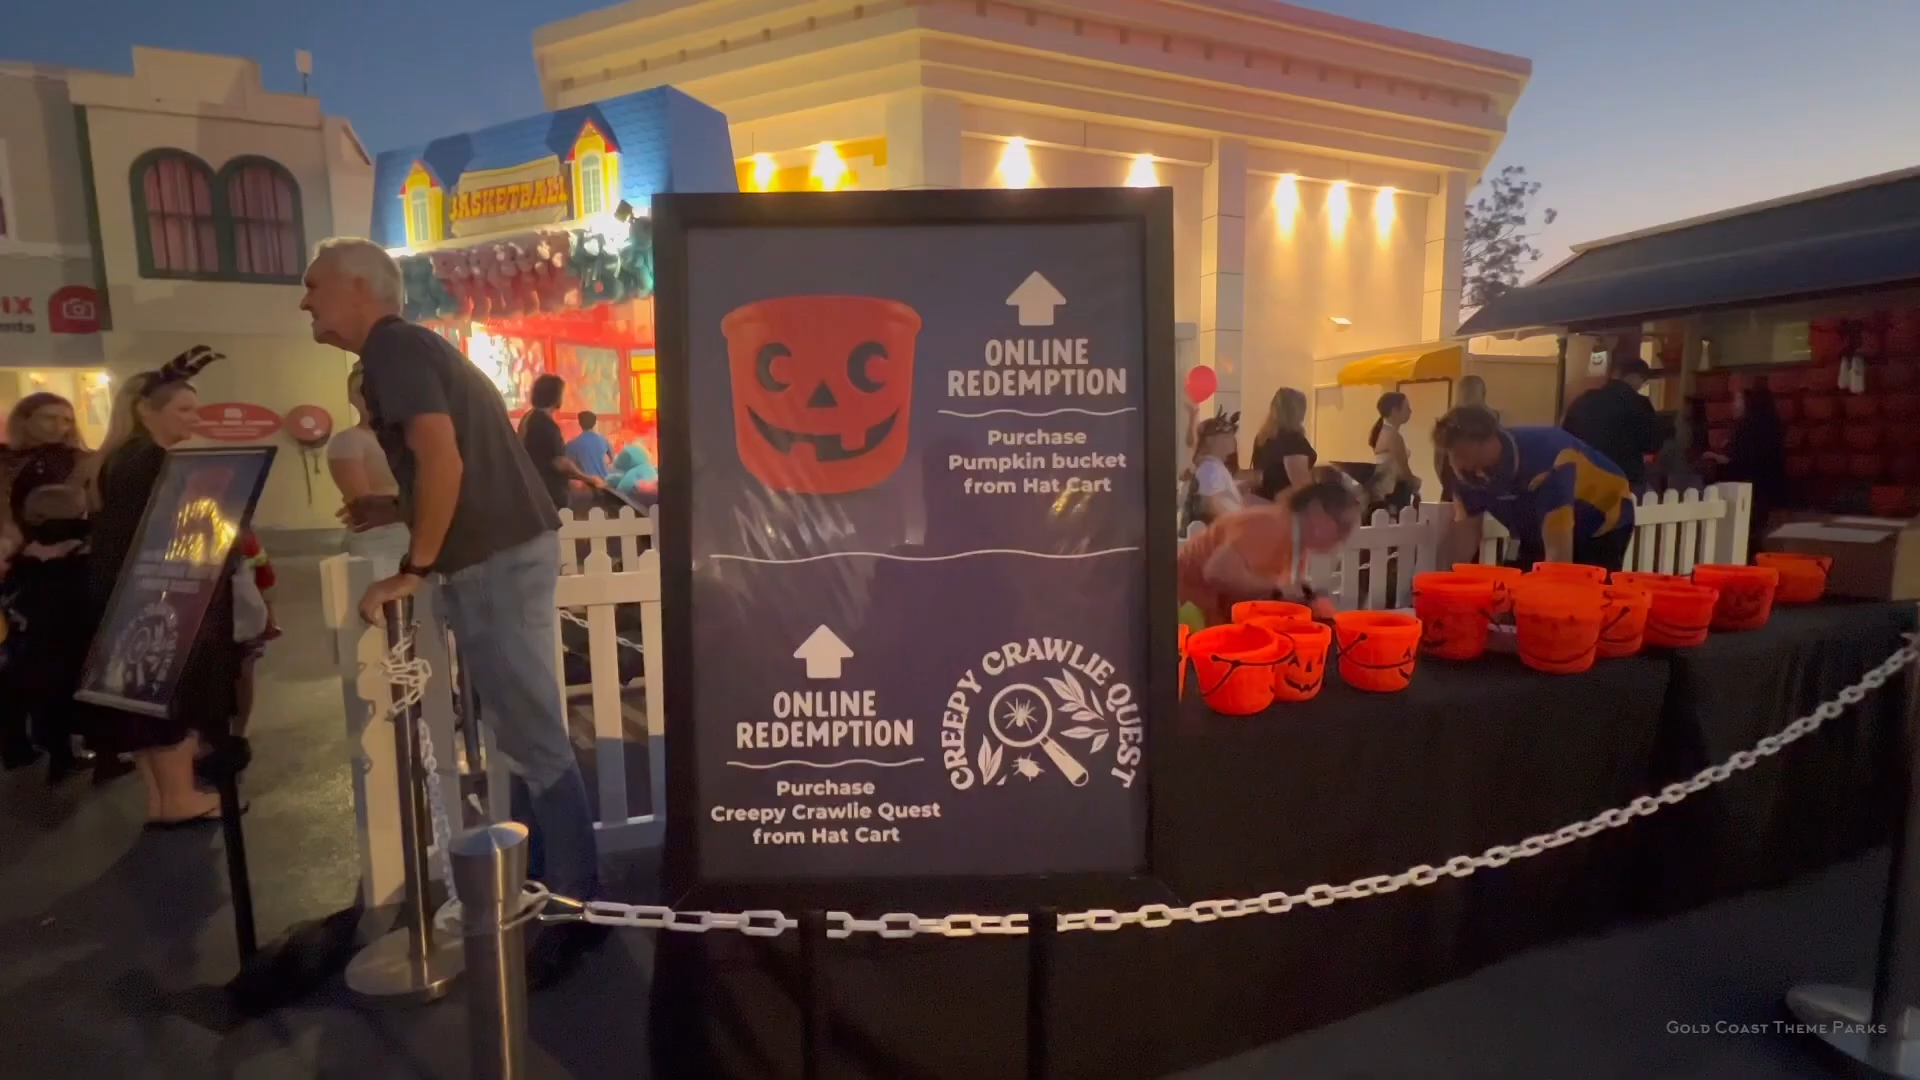 BASKETBALL
ONLINE
REDEMPTION
Purchase
Pumpkin bucket
from Hat Cart
ONLINE
REDEMPTION
Purchase
Creepy Crawlie Quest
from Hat Cart
CREEPY CRAWLIE QUEST
GOLD COAST THEME PARKS